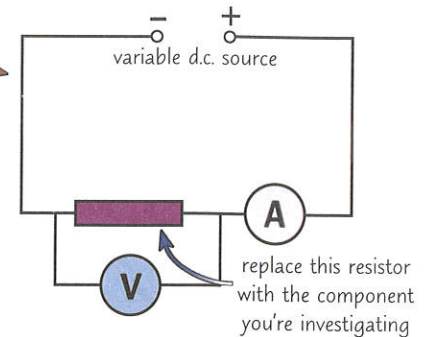 − +
variable d.c. source
A
V
replace this resistor
with the component
you're investigating